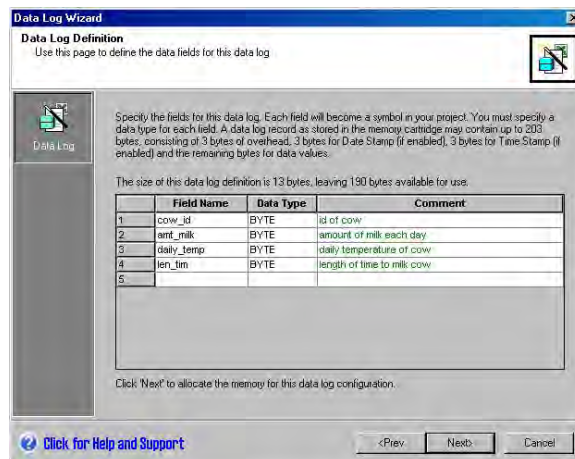 Data Log Wizard
Data Log Definition
Use this page to define the data fields for this data log
Data Log
Specify the fields for this data log. Each field will become a symbol in your project. You must specify a
data type for each field. A data log record as stored in the memory cartridge may contain up to 203
bytes, consisting of 3 bytes of overhead, 3 bytes for Date Stamp (if enabled), 3 bytes for Time Stamp (if
enabled) and the remaining bytes for data values.
The size of this data log definition is 13 bytes, leaving 190 bytes available for use.
Field Name Data Type Comment
1 cow_id BYTE id of cow
2 amt_milk BYTE amount of milk each day
3 daily_temp BYTE daily temperature of cow
4 len_tim BYTE length of time to milk cow
5
Click 'Next' to allocate the memory for this data log configuration.
Click for Help and Support
<Prev Next> Cancel